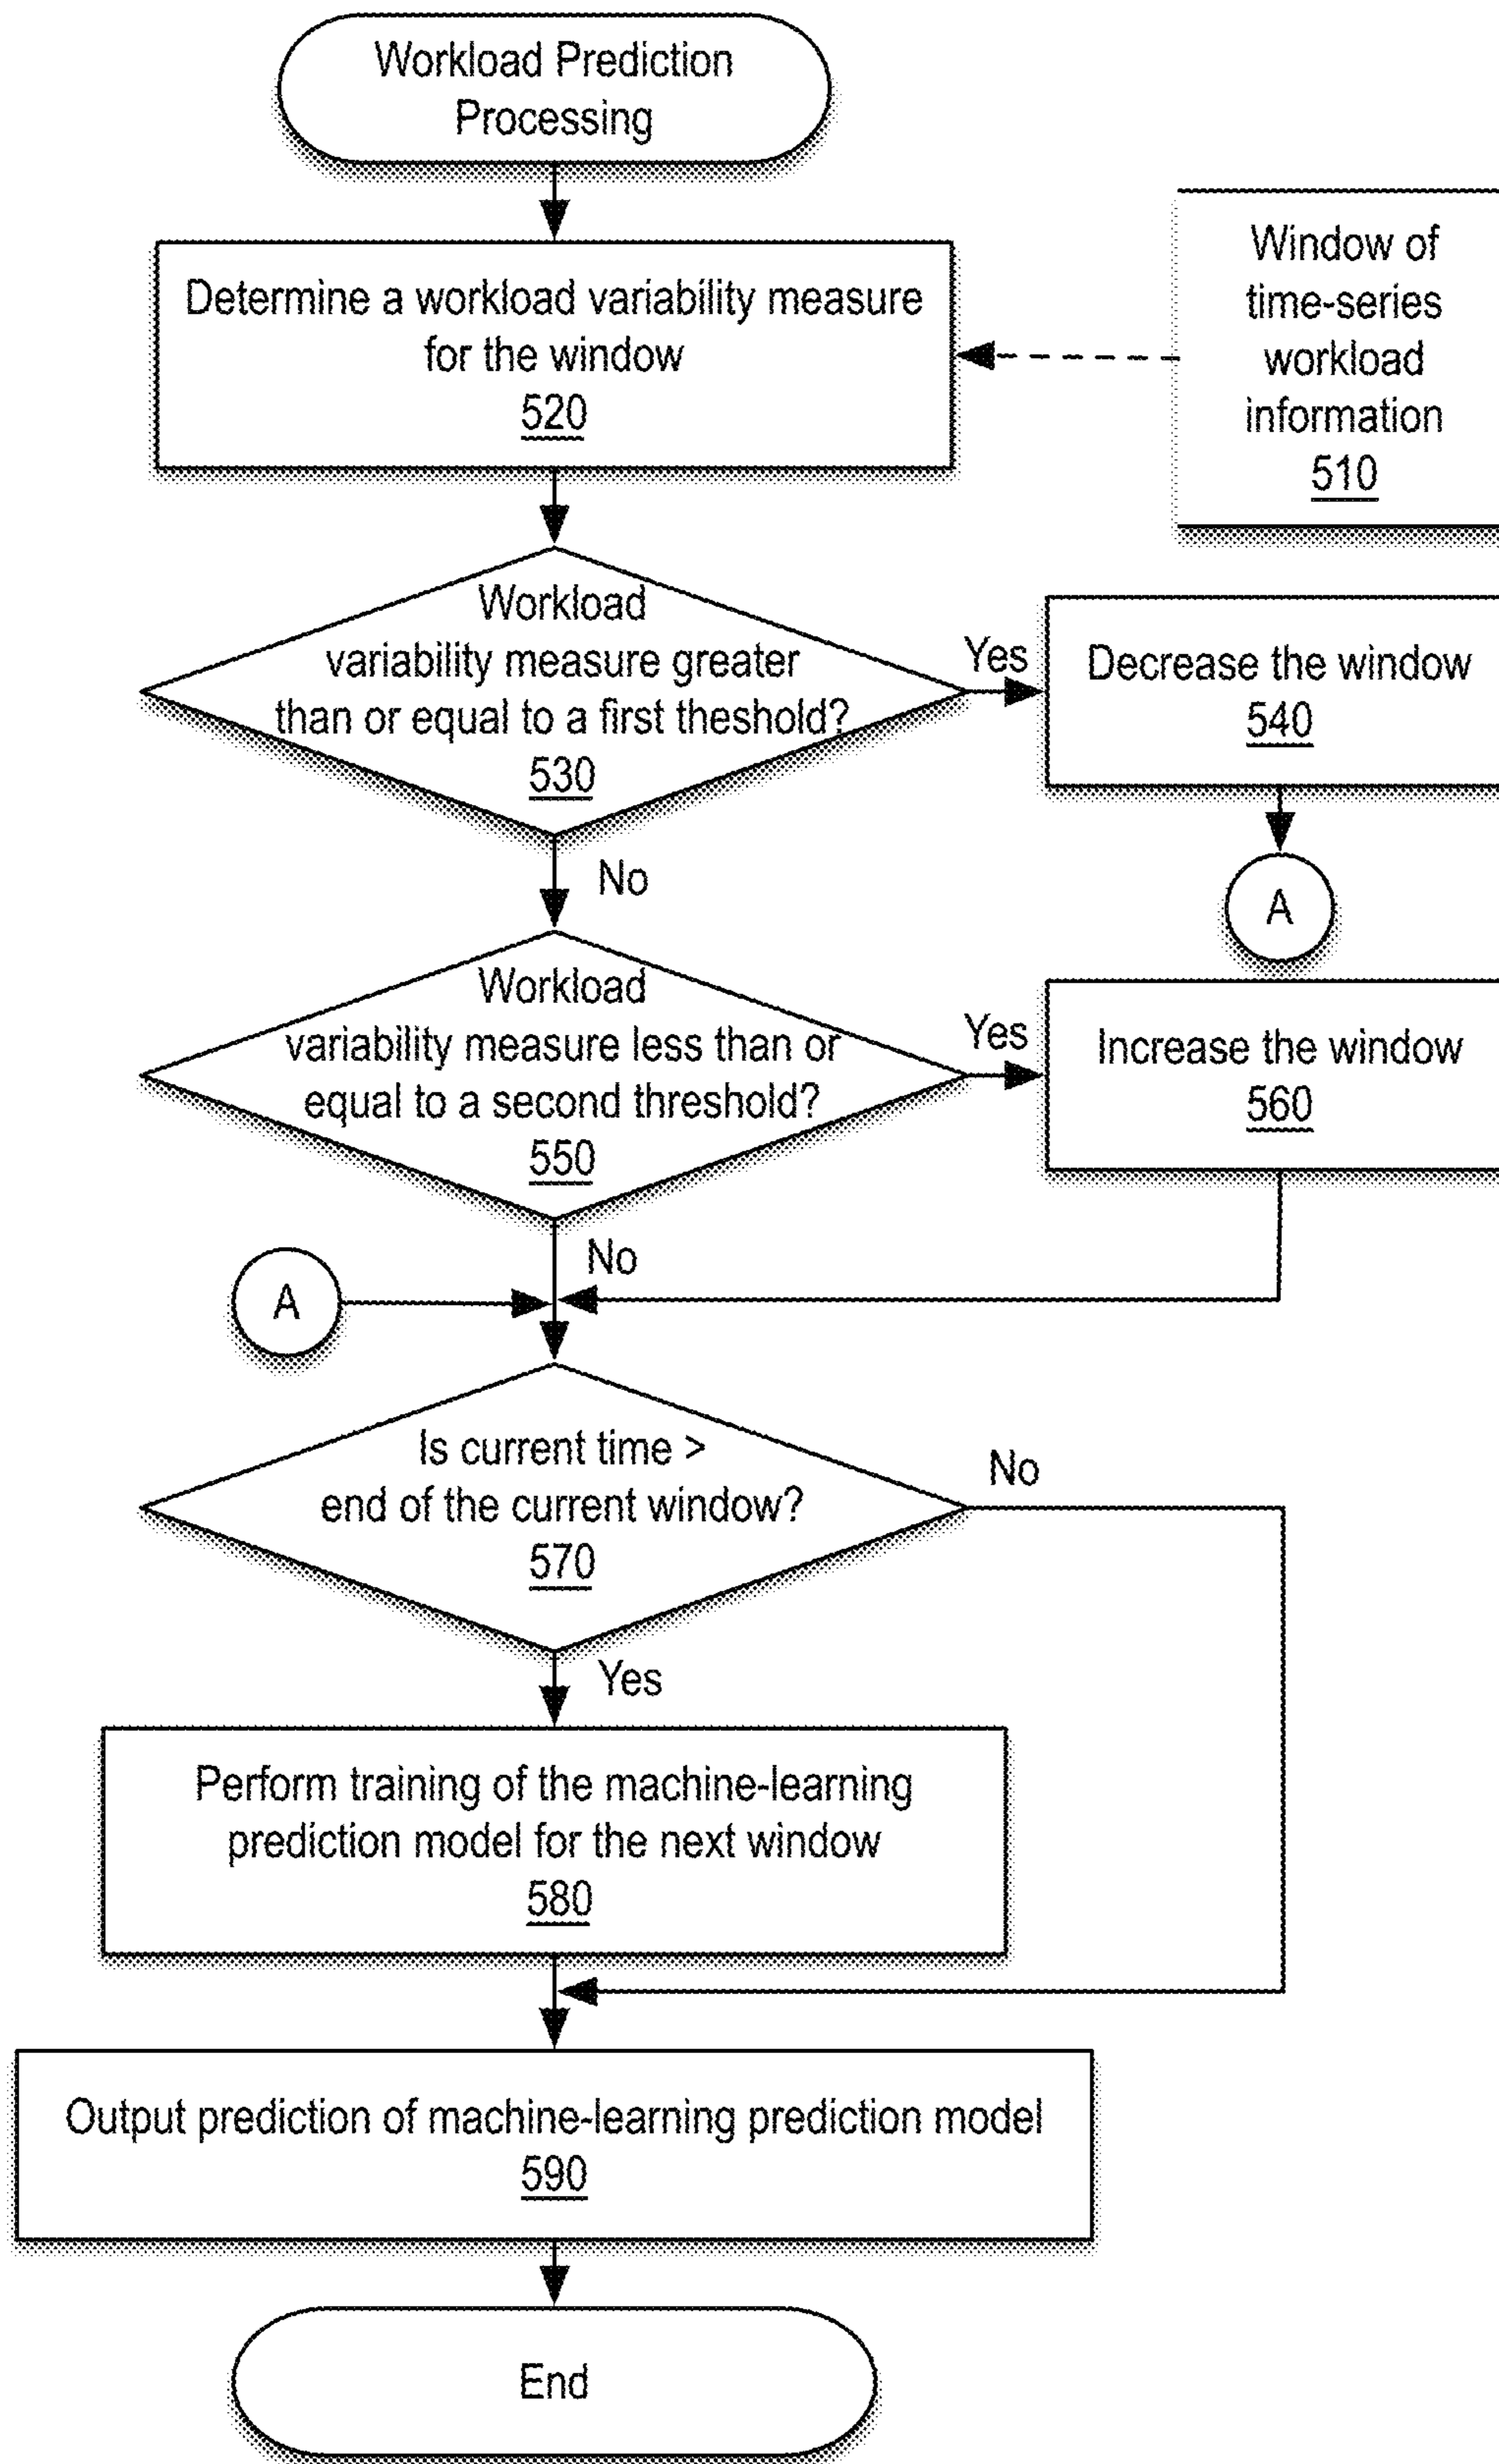 Workload Prediction
Processing
Determine a workload variability measure
for the window
520
Window of
time-series
workload
information
510
Workload
variability measure greater
than or equal to a first theshold?
530
Yes
Decrease the window
540
No
A
Workload
variability measure less than or
equal to a second threshold?
550
Yes
Increase the window
560
No
A
Is current time >
end of the current window?
570
No
Yes
Perform training of the machine-learning
prediction model for the next window
580
Output prediction of machine-learning prediction model
590
End